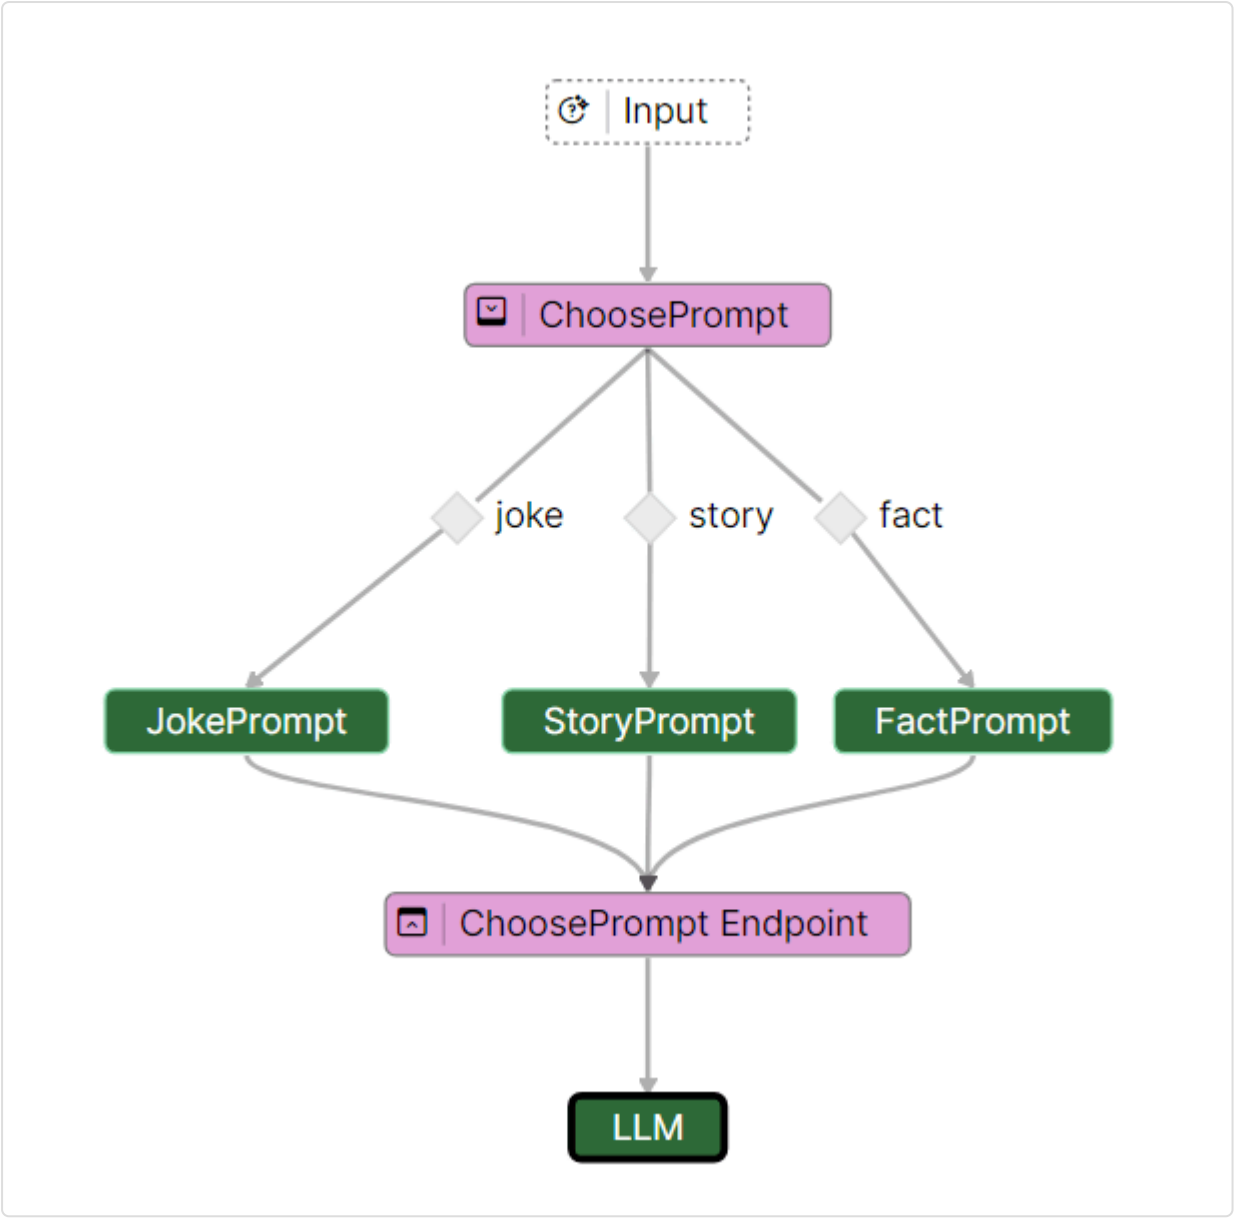 Input
ChoosePrompt
joke
story
fact
JokePrompt
StoryPrompt
FactPrompt
ChoosePrompt Endpoint
LLM